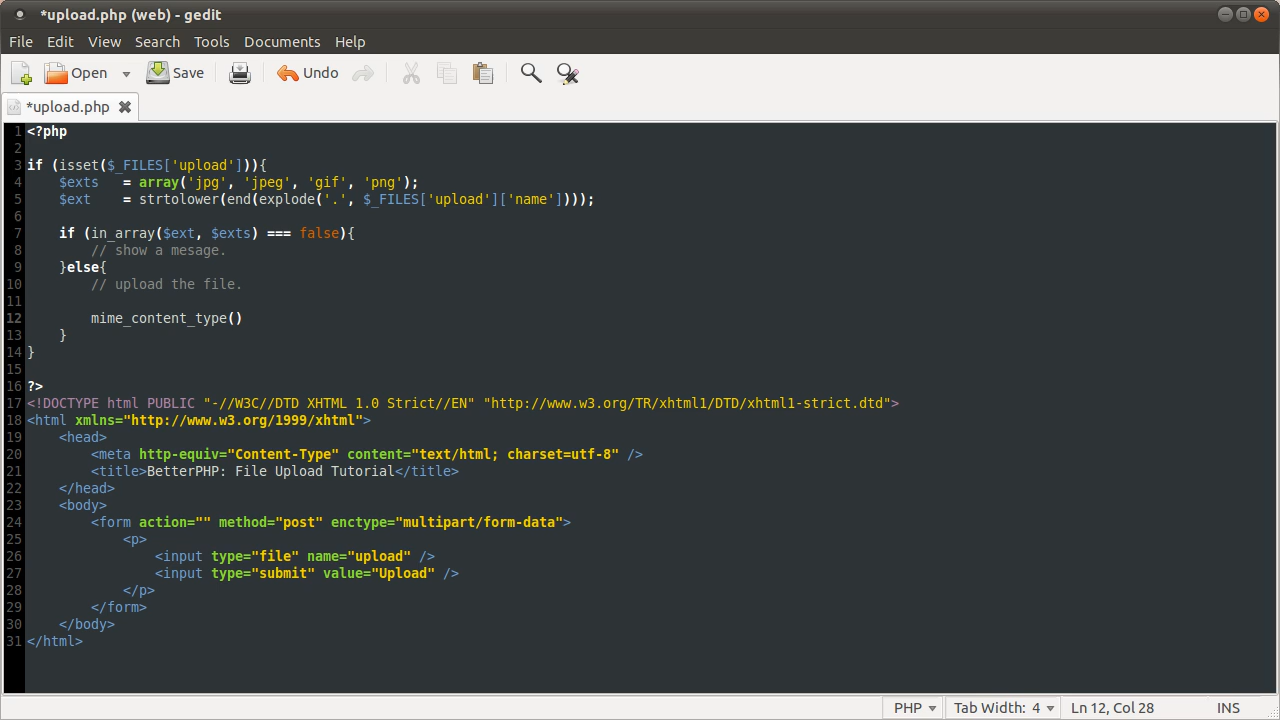 *upload.php (web) - gedit
File Edit View Search Tools Documents Help
Open Save Undo
*upload.php
1 <?php
2
3 if (isset($_FILES['upload'])){
4     $exts   = array('jpg', 'jpeg', 'gif', 'png');
5     $ext    = strtolower(end(explode('.', $_FILES['upload']['name'])));
6
7     if (in_array($ext, $exts) === false){
8         // show a mesage.
9     }else{
10         // upload the file.
11
12         mime_content_type()
13     }
14 }
15
16 ?>
17 <!DOCTYPE html PUBLIC "-//W3C//DTD XHTML 1.0 Strict//EN" "http://www.w3.org/TR/xhtml1/DTD/xhtml1-strict.dtd">
18 <html xmlns="http://www.w3.org/1999/xhtml">
19     <head>
20         <meta http-equiv="Content-Type" content="text/html; charset=utf-8" />
21         <title>BetterPHP: File Upload Tutorial</title>
22     </head>
23     <body>
24         <form action="" method="post" enctype="multipart/form-data">
25             <p>
26                 <input type="file" name="upload" />
27                 <input type="submit" value="Upload" />
28             </p>
29         </form>
30     </body>
31 </html>
PHP Tab Width: 4 Ln 12, Col 28 INS